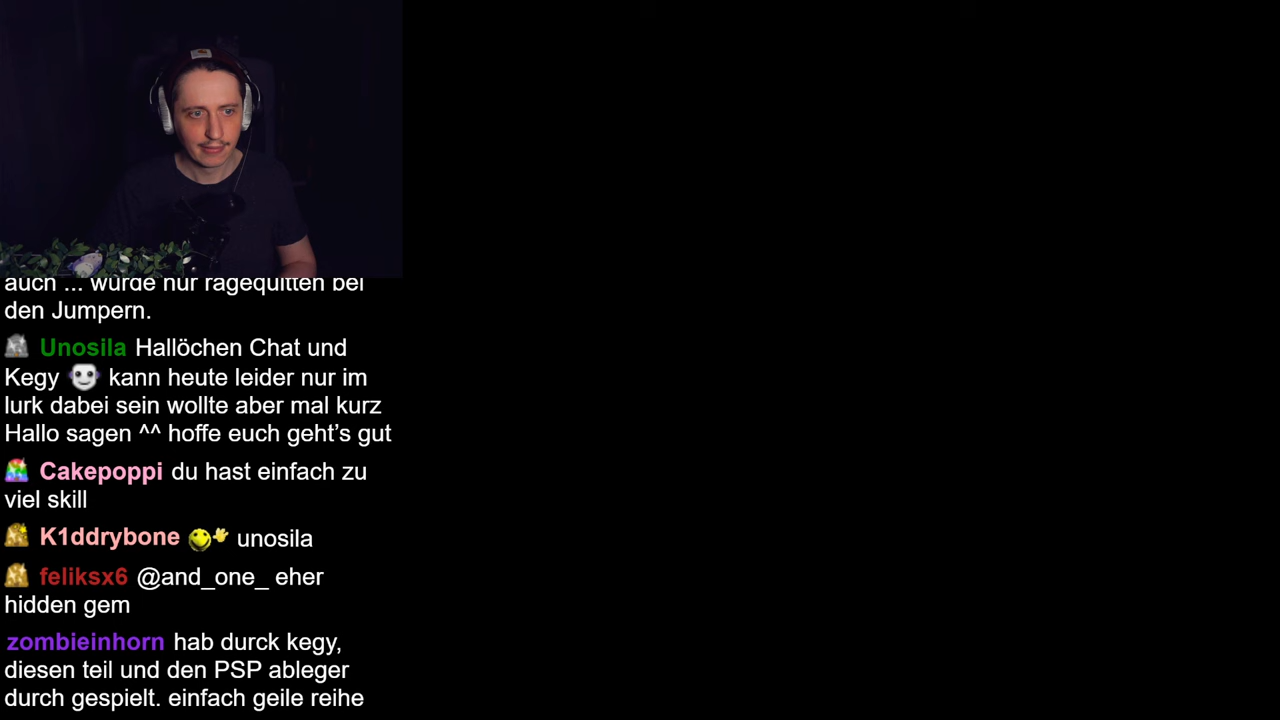 auch ... würde nur ragequitten bei
den Jumpern.
Unosila Hallöchen Chat und
Kegy kann heute leider nur im
lurk dabei sein wollte aber mal kurz
Hallo sagen ^^ hoffe euch geht’s gut
Cakepoppi du hast einfach zu
viel skill
K1ddrybone unosila
feliksx6 @and_one_ eher
hidden gem
zombieinhorn hab durck kegy,
diesen teil und den PSP ableger
durch gespielt. einfach geile reihe